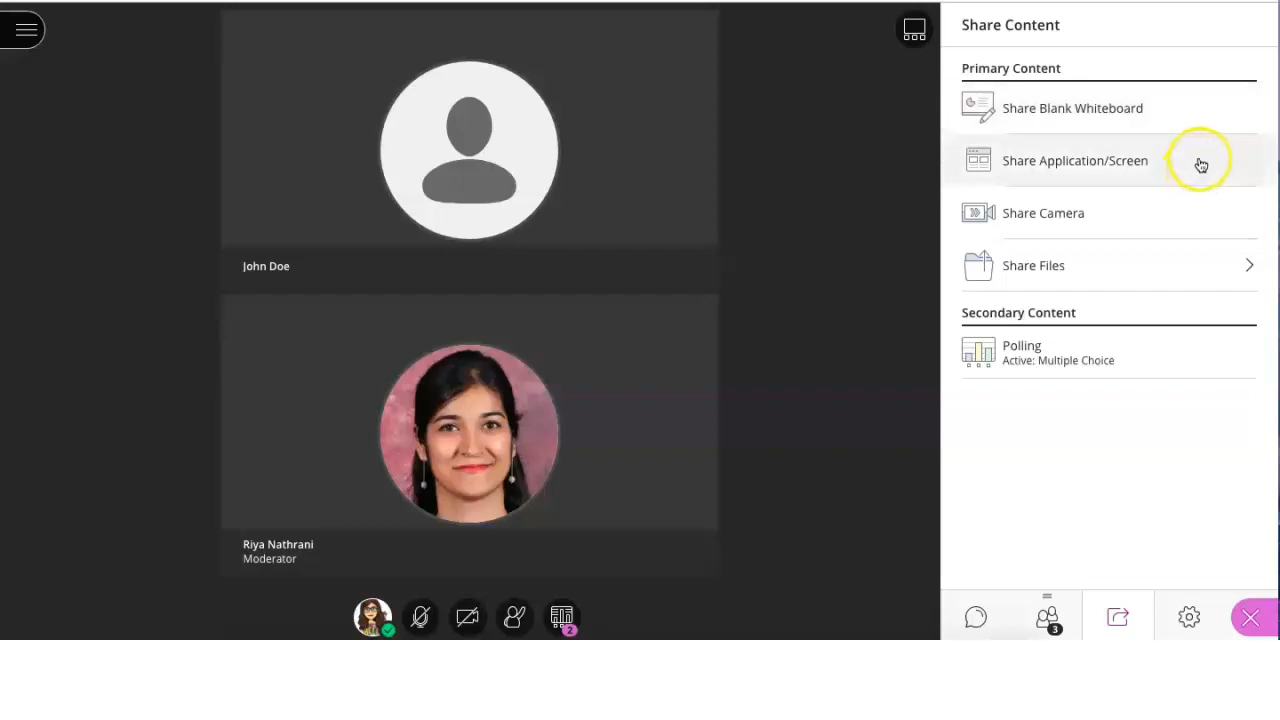 Share Content
Primary Content
Share Blank Whiteboard
Share Application/Screen
Share Camera
Share Files
Secondary Content
Polling
Active: Multiple Choice
John Doe
Riya Nathrani
Moderator
2
3